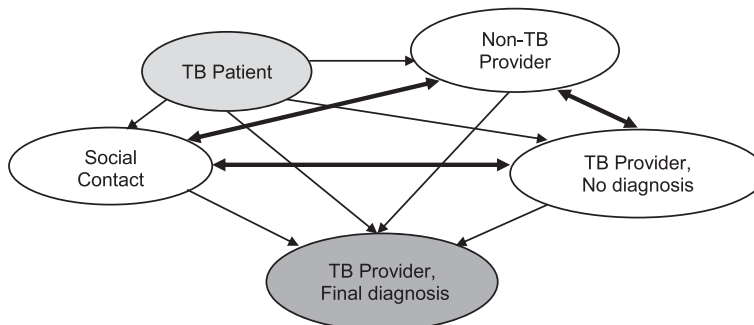 Non-TB
Provider
TB Patient
Social
Contact
TB Provider,
No diagnosis
TB Provider,
Final diagnosis